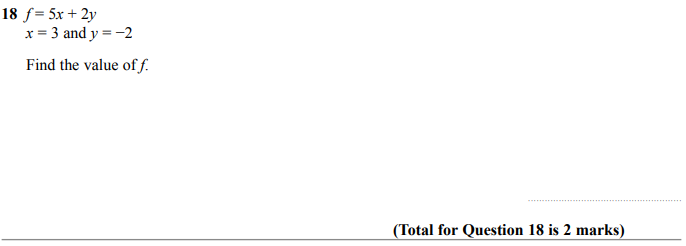 18 f = 5x + 2y
x = 3 and y = −2
Find the value of f.
(Total for Question 18 is 2 marks)